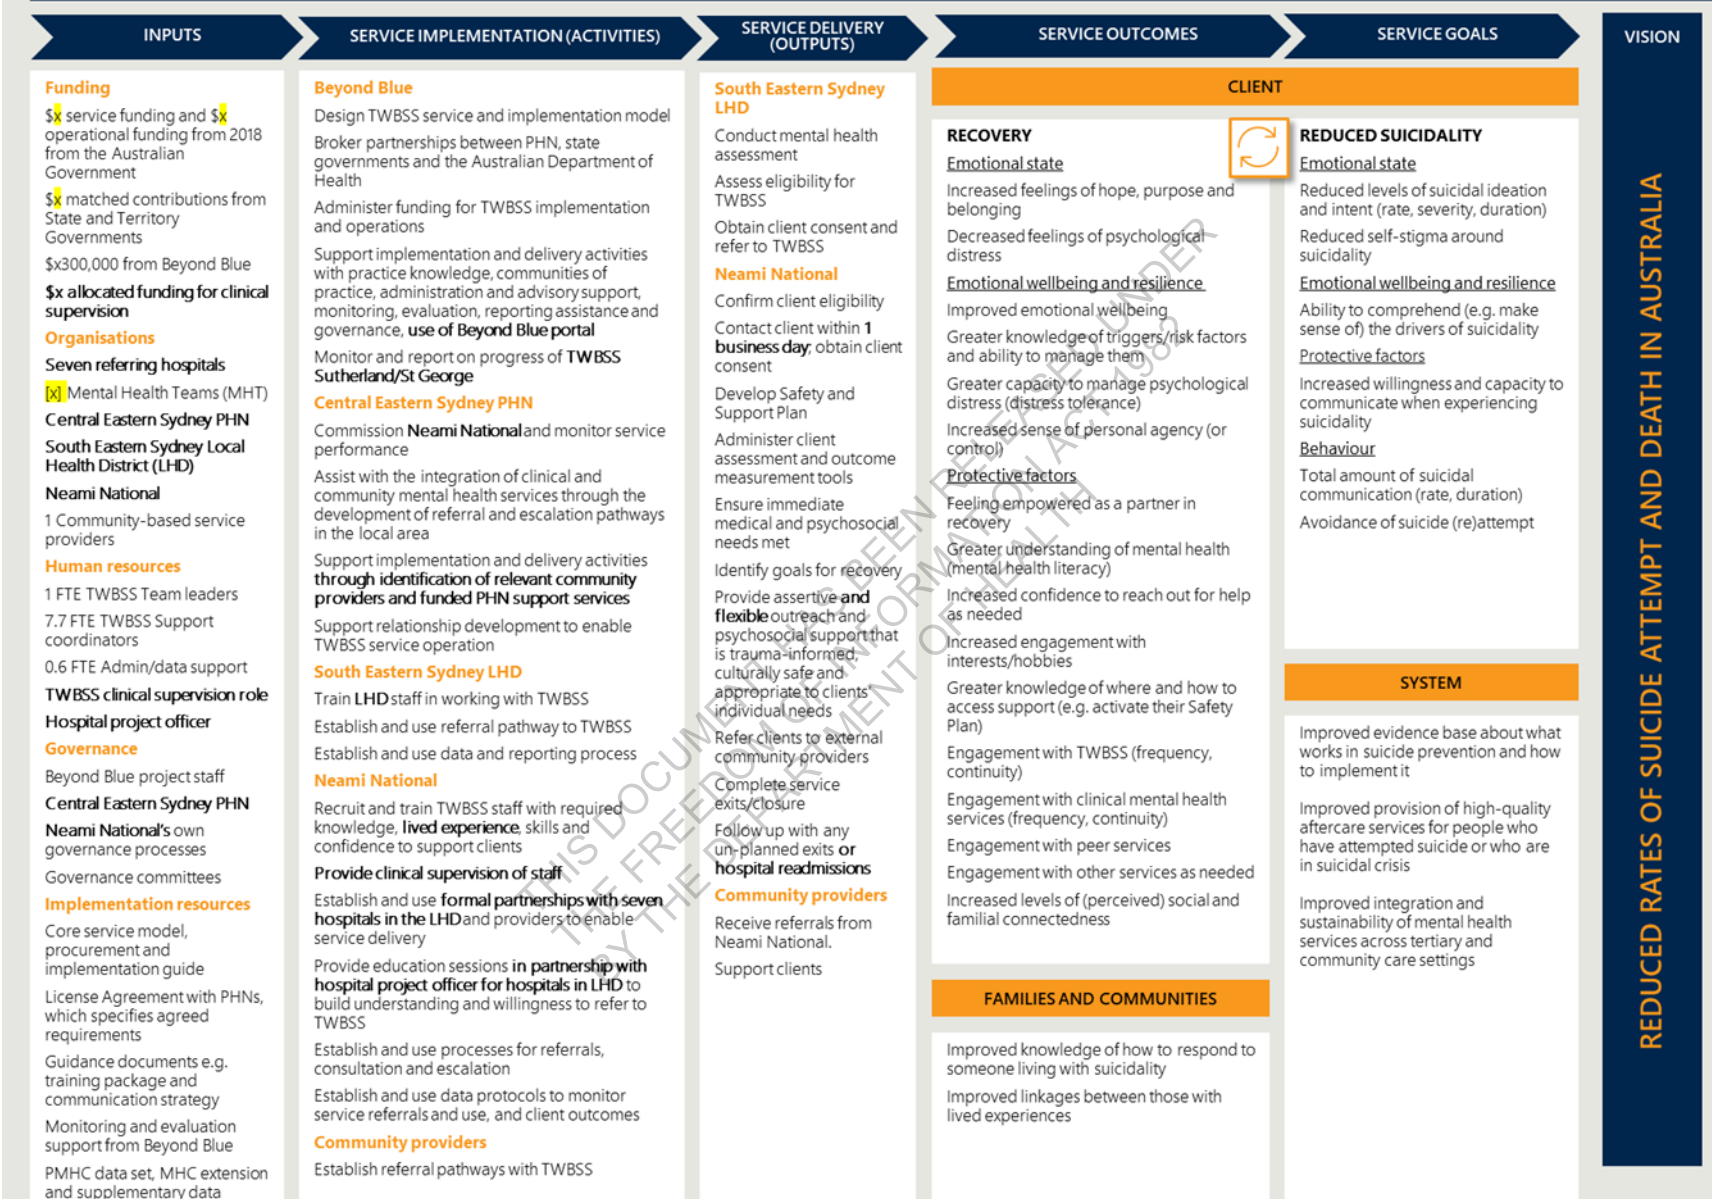 INPUTS
SERVICE IMPLEMENTATION (ACTIVITIES)
SERVICE DELIVERY
(OUTPUTS)
SERVICE OUTCOMES
SERVICE GOALS
VISION
Funding
$x service funding and $x
operational funding from 2018
from the Australian
Government
$x matched contributions from
State and Territory
Governments
$x300,000 from Beyond Blue
$x allocated funding for clinical
supervision
Organisations
Seven referring hospitals
[x] Mental Health Teams (MHT)
Central Eastern Sydney PHN
South Eastern Sydney Local
Health District (LHD)
Neami National
1 Community-based service
providers
Human resources
1 FTE TWBSS Team leaders
7.7 FTE TWBSS Support
coordinators
0.6 FTE Admin/data support
TWBSS clinical supervision role
Hospital project officer
Governance
Beyond Blue project staff
Central Eastern Sydney PHN
Neami National's own
governance processes
Governance committees
Implementation resources
Core service model,
procurement and
implementation guide
License Agreement with PHNs,
which specifies agreed
requirements
Guidance documents e.g.
training package and
communication strategy
Monitoring and evaluation
support from Beyond Blue
PMHC data set, MHC extension
and supplementary data
Beyond Blue
Design TWBSS service and implementation model
Broker partnerships between PHN, state
governments and the Australian Department of
Health
Administer funding for TWBSS implementation
and operations
Support implementation and delivery activities
with practice knowledge, communities of
practice, administration and advisory support,
monitoring, evaluation, reporting assistance and
governance, use of Beyond Blue portal
Monitor and report on progress of TWBSS
Sutherland/St George
Central Eastern Sydney PHN
Commission Neami National and monitor service
performance
Assist with the integration of clinical and
community mental health services through the
development of referral and escalation pathways
in the local area
Support implementation and delivery activities
through identification of relevant community
providers and funded PHN support services
Support relationship development to enable
TWBSS service operation
South Eastern Sydney LHD
Train LHD staff in working with TWBSS
Establish and use referral pathway to TWBSS
Establish and use data and reporting process
Neami National
Recruit and train TWBSS staff with required
knowledge, lived experience, skills and
confidence to support clients
Provide clinical supervision of staff
Establish and use formal partnerships with seven
hospitals in the LHD and providers to enable
service delivery
Provide education sessions in partnership with
hospital project officer for hospitals in LHD to
build understanding and willingness to refer to
TWBSS
Establish and use processes for referrals,
consultation and escalation
Establish and use data protocols to monitor
service referrals and use, and client outcomes
Community providers
Establish referral pathways with TWBSS
South Eastern Sydney
LHD
Conduct mental health
assessment
Assess eligibility for
TWBSS
Obtain client consent and
refer to TWBSS
Neami National
Confirm client eligibility
Contact client within 1
business day; obtain client
consent
Develop Safety and
Support Plan
Administer client
assessment and outcome
measurement tools
Ensure immediate
medical and psychosocial
needs met
Identify goals for recovery
Provide assertive and
flexible outreach and
psychosocial support that
is trauma-informed,
culturally safe and
appropriate to clients'
individual needs
Refer clients to external
community providers
Complete service
exits/closure
Follow up with any
un-planned exits or
hospital readmissions
Community providers
Receive referrals from
Neami National.
Support clients
CLIENT
RECOVERY
Emotional state
Increased feelings of hope, purpose and
belonging
Decreased feelings of psychological
distress
Emotional wellbeing and resilience
Improved emotional wellbeing
Greater knowledge of triggers/risk factors
and ability to manage them
Greater capacity to manage psychological
distress (distress tolerance)
Increased sense of personal agency (or
control)
Protective factors
Feeling empowered as a partner in
recovery
Greater understanding of mental health
(mental health literacy)
Increased confidence to reach out for help
as needed
Increased engagement with
interests/hobbies
Greater knowledge of where and how to
access support (e.g. activate their Safety
Plan)
Engagement with TWBSS (frequency,
continuity)
Engagement with clinical mental health
services (frequency, continuity)
Engagement with peer services
Engagement with other services as needed
Increased levels of (perceived) social and
familial connectedness
FAMILIES AND COMMUNITIES
Improved knowledge of how to respond to
someone living with suicidality
Improved linkages between those with
lived experiences
REDUCED SUICIDALITY
Emotional state
Reduced levels of suicidal ideation
and intent (rate, severity, duration)
Reduced self-stigma around
suicidality
Emotional wellbeing and resilience
Ability to comprehend (e.g. make
sense of) the drivers of suicidality
Protective factors
Increased willingness and capacity to
communicate when experiencing
suicidality
Behaviour
Total amount of suicidal
communication (rate, duration)
Avoidance of suicide (re)attempt
SYSTEM
Improved evidence base about what
works in suicide prevention and how
to implement it
Improved provision of high-quality
aftercare services for people who
have attempted suicide or who are
in suicidal crisis
Improved integration and
sustainability of mental health
services across tertiary and
community care settings
REDUCED RATES OF SUICIDE ATTEMPT AND DEATH IN AUSTRALIA
THIS DOCUMENT HAS BEEN RELEASED UNDER
THE FREEDOM OF INFORMATION ACT 1982
BY THE DEPARTMENT OF HEALTH